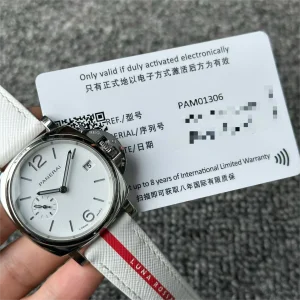 Only valid if duly activated electronically
只有正式地以电子方式激活后方为有效
REF./型号 PAM01306
SERIAL/序列号
DATE/日期
up to 8 years of International Warranty
扫描即可获取八年国际有限保修
PANERAI
LUNA ROSSA